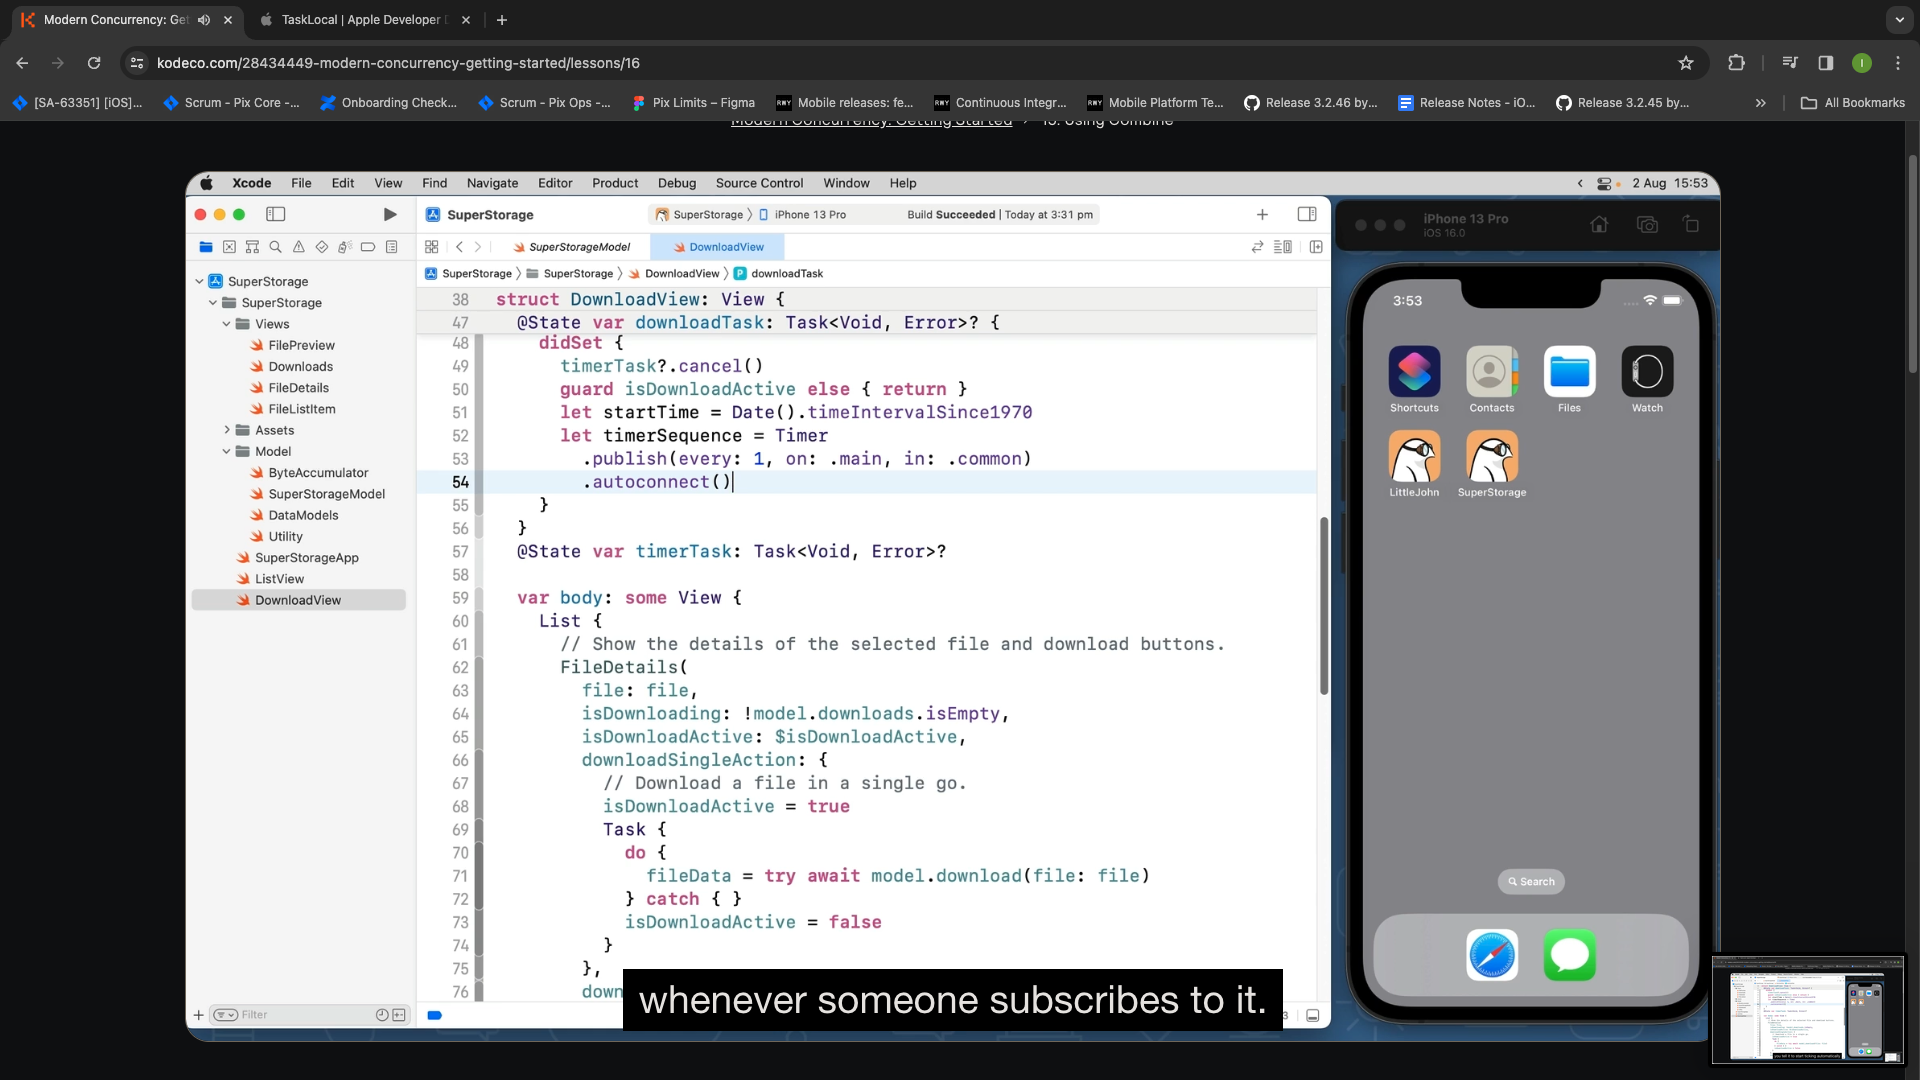 Modern Concurrency: Get
TaskLocal | Apple Developer D
kodeco.com/28434449-modern-concurrency-getting-started/lessons/16
[SA-63351] [iOS]...
Scrum - Pix Core -...
Onboarding Check...
Scrum - Pix Ops -...
Pix Limits – Figma
Mobile releases: fe...
Continuous Integr...
Mobile Platform Te...
Release 3.2.46 by...
Release Notes - iO...
Release 3.2.45 by...
All Bookmarks
Modern Concurrency: Getting Started
Using Combine
Xcode File Edit View Find Navigate Editor Product Debug Source Control Window Help
2 Aug 15:53
SuperStorage
SuperStorage
iPhone 13 Pro
Build Succeeded | Today at 3:31 pm
iPhone 13 Pro
iOS 16.0
SuperStorageModel
DownloadView
SuperStorage
SuperStorage
DownloadView
downloadTask
SuperStorage
SuperStorage
Views
FilePreview
Downloads
FileDetails
FileListItem
Assets
Model
ByteAccumulator
SuperStorageModel
DataModels
Utility
SuperStorageApp
ListView
DownloadView
Filter
38 struct DownloadView: View {
47 @State var downloadTask: Task<Void, Error>? {
48 didSet {
49 timerTask?.cancel()
50 guard isDownloadActive else { return }
51 let startTime = Date().timeIntervalSince1970
52 let timerSequence = Timer
53 .publish(every: 1, on: .main, in: .common)
54 .autoconnect()
55 }
56 }
57 @State var timerTask: Task<Void, Error>?
58
59 var body: some View {
60 List {
61 // Show the details of the selected file and download buttons.
62 FileDetails(
63 file: file,
64 isDownloading: !model.downloads.isEmpty,
65 isDownloadActive: $isDownloadActive,
66 downloadSingleAction: {
67 // Download a file in a single go.
68 isDownloadActive = true
69 Task {
70 do {
71 fileData = try await model.download(file: file)
72 } catch { }
73 isDownloadActive = false
74 }
75 },
76 down
whenever someone subscribes to it.
3:53
Shortcuts
Contacts
Files
Watch
LittleJohn
SuperStorage
Search